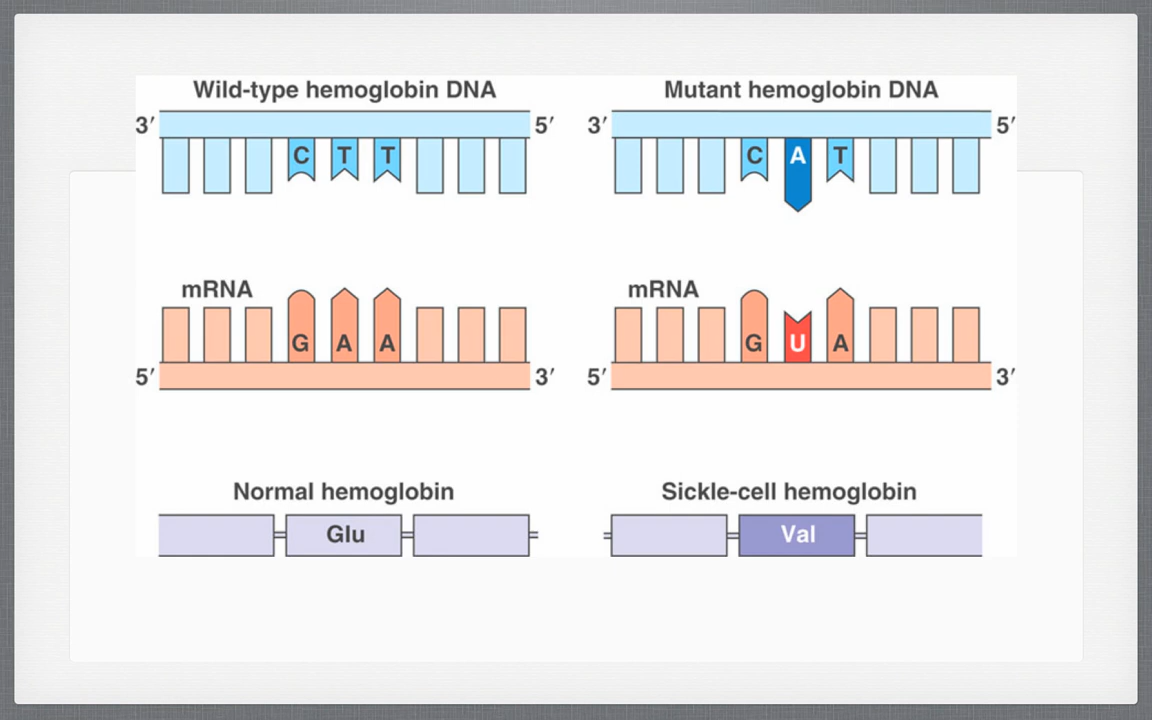 Wild-type hemoglobin DNA
3′ 5′
C T T
mRNA
G A A
5′ 3′
Normal hemoglobin
Glu
Mutant hemoglobin DNA
3′ 5′
C A T
mRNA
G U A
5′ 3′
Sickle-cell hemoglobin
Val